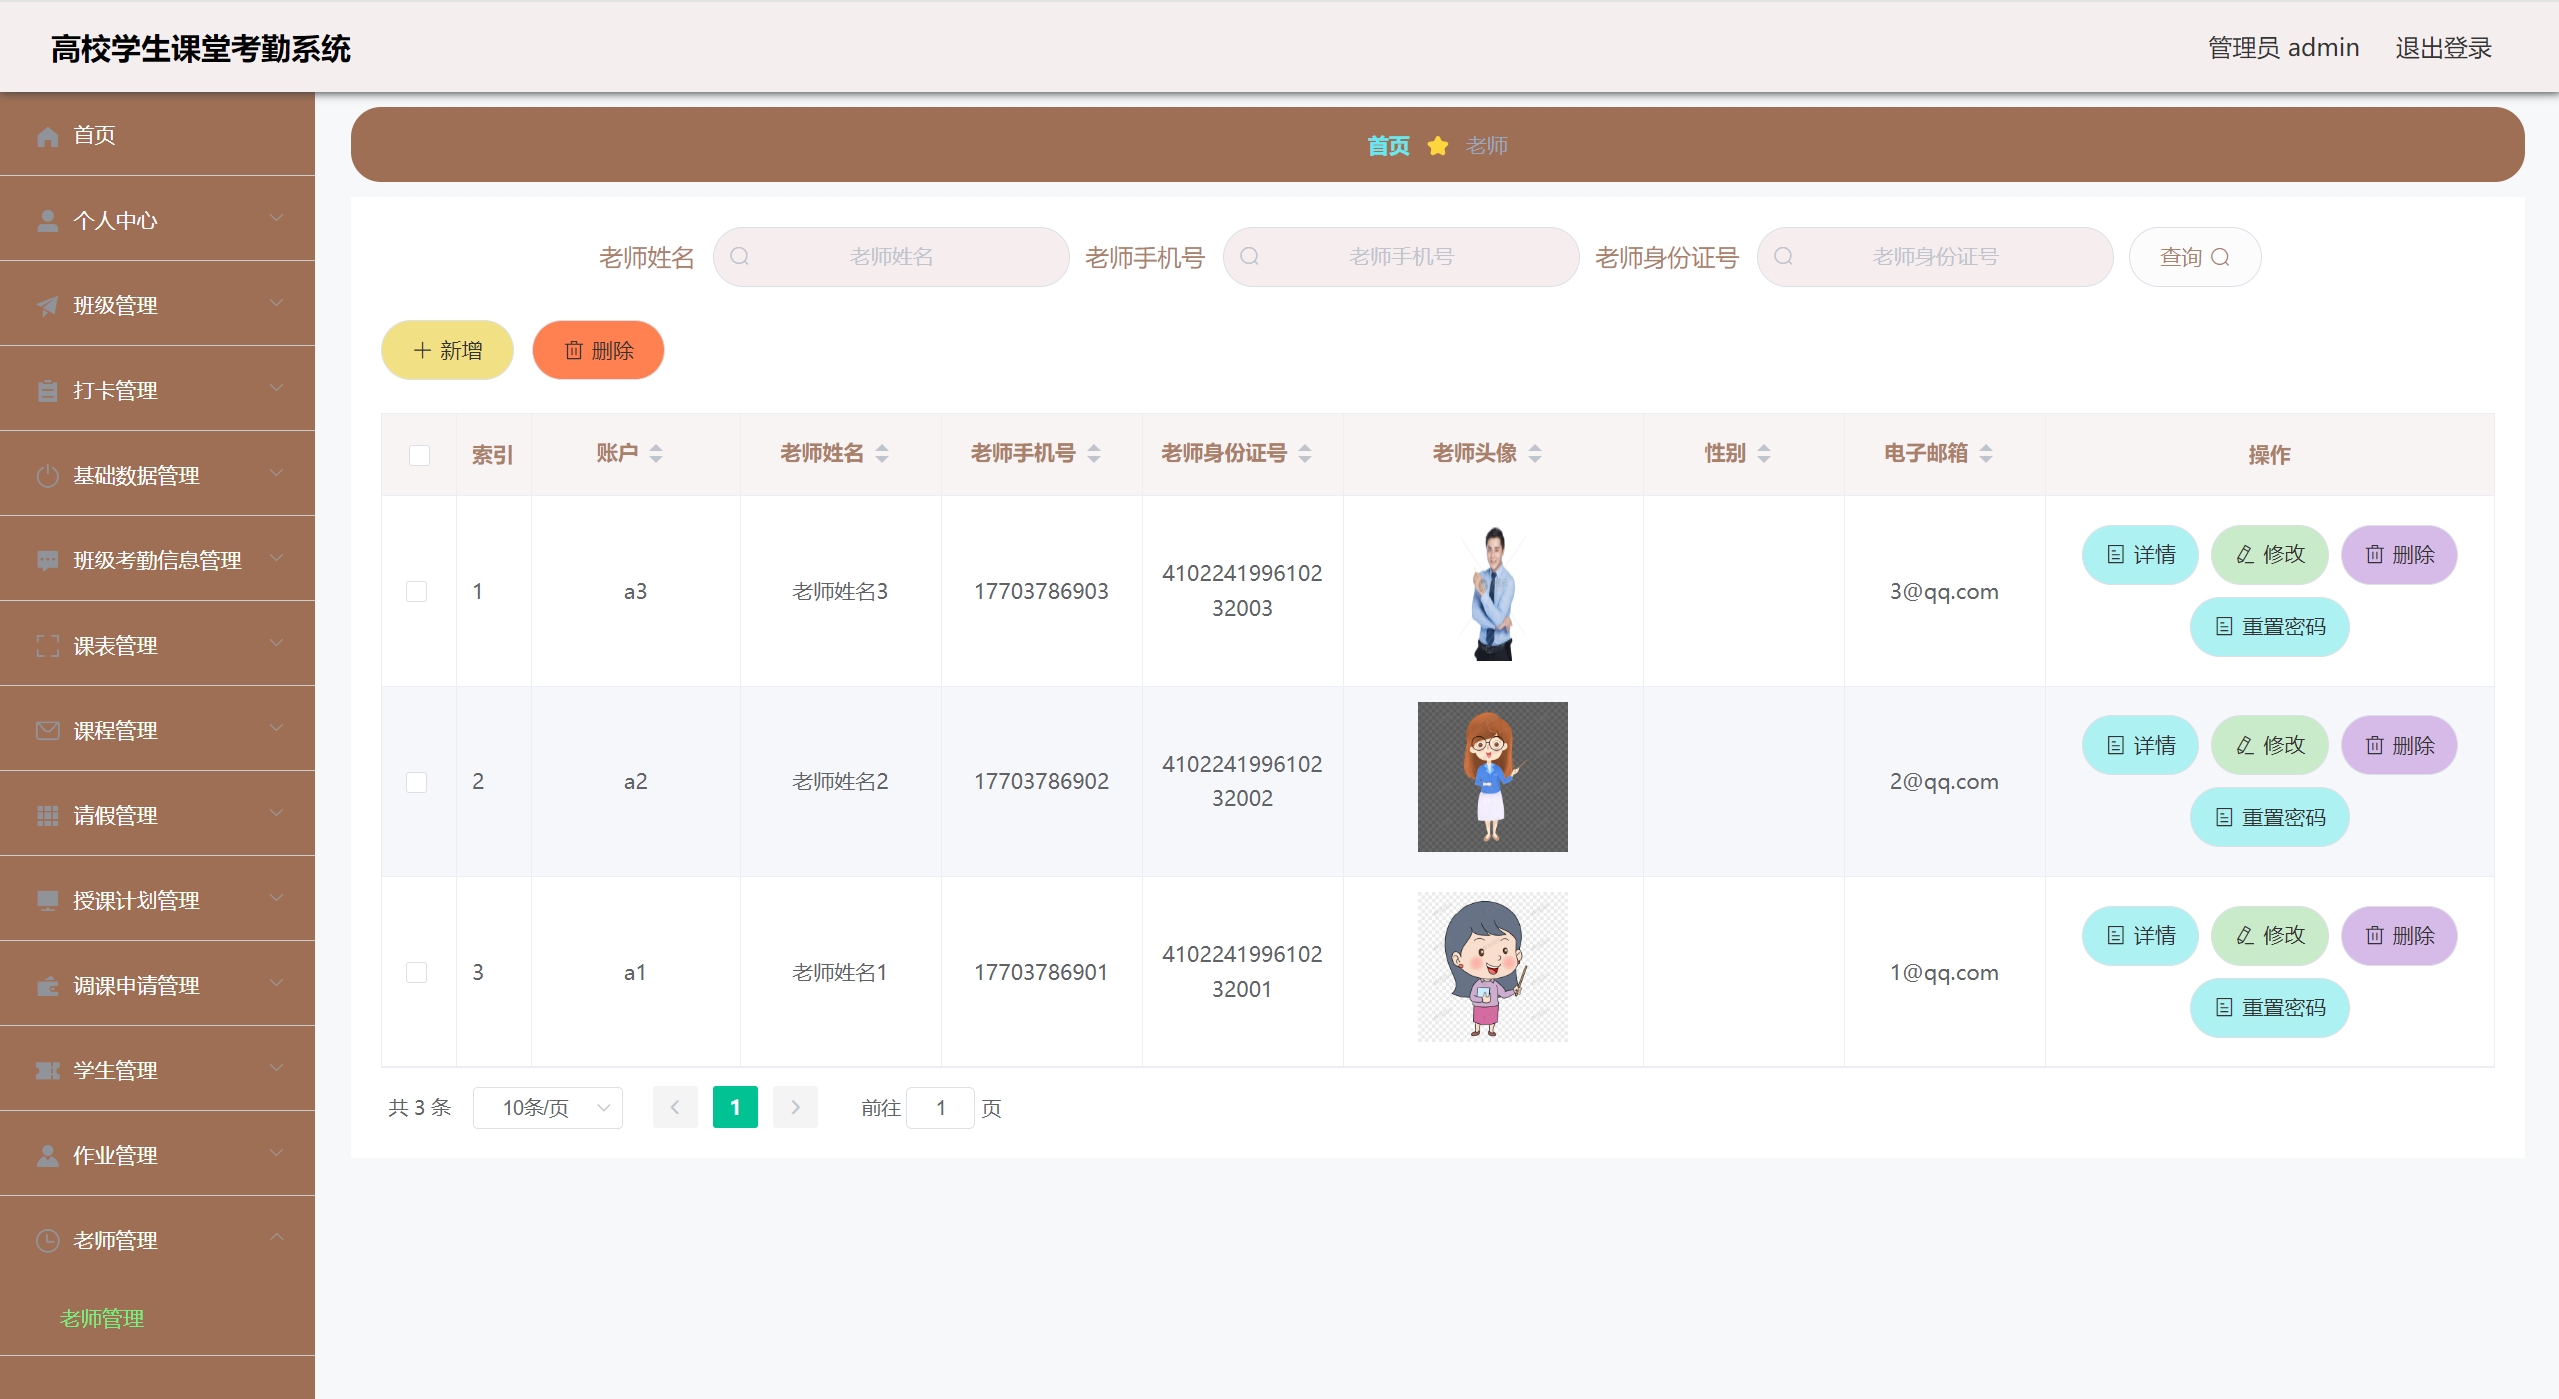 高校学生课堂考勤系统
管理员 admin 退出登录
首页
个人中心
班级管理
打卡管理
基础数据管理
班级考勤信息管理
课表管理
课程管理
请假管理
授课计划管理
调课申请管理
学生管理
作业管理
老师管理
老师管理
首页 老师
老师姓名 老师姓名 老师手机号 老师手机号 老师身份证号 老师身份证号 查询
新增 删除
索引 账户 老师姓名 老师手机号 老师身份证号 老师头像 性别 电子邮箱 操作
1 a3 老师姓名3 17703786903 4102241996102
32003
3@qq.com 详情 修改 删除
重置密码
2 a2 老师姓名2 17703786902 4102241996102
32002
2@qq.com 详情 修改 删除
重置密码
3 a1 老师姓名1 17703786901 4102241996102
32001
1@qq.com 详情 修改 删除
重置密码
共 3 条 10条/页 1 前往 1 页